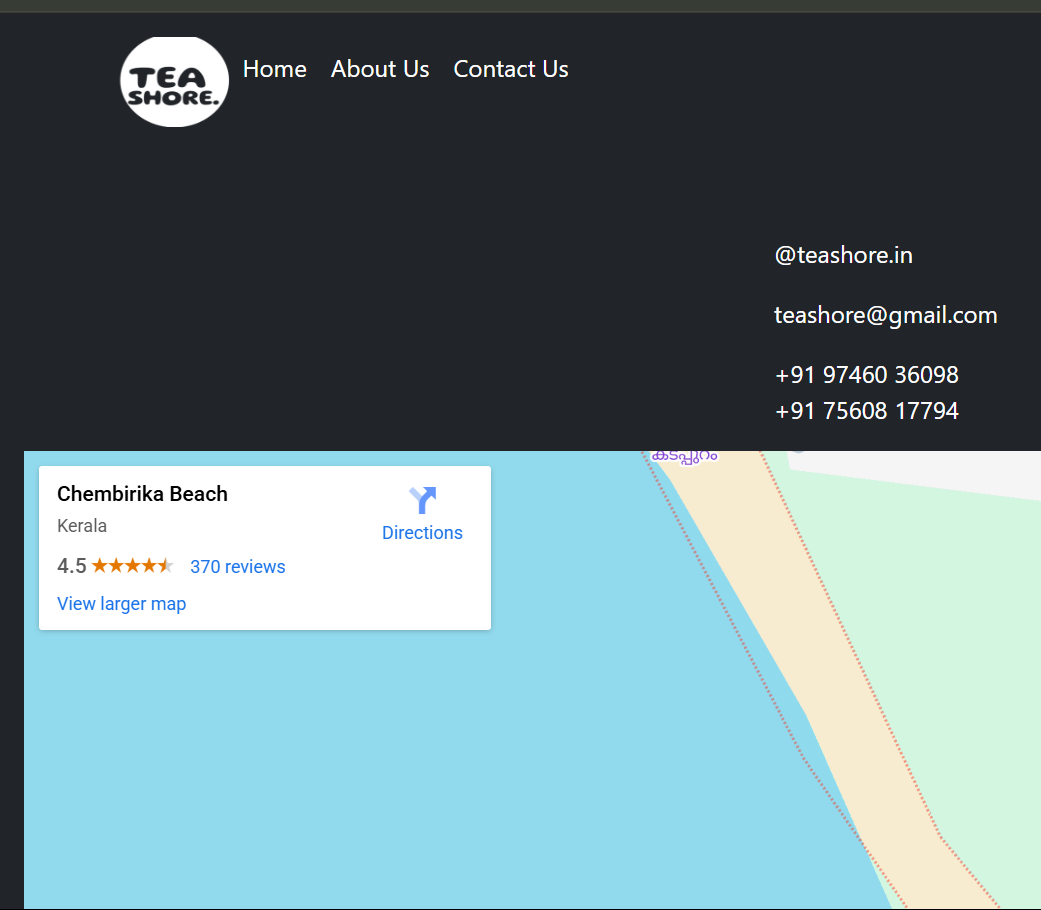 TEA
SHORE.
Home About Us Contact Us
@teashore.in
teashore@gmail.com
+91 97460 36098
+91 75608 17794
കടപ്പുറം
Chembirika Beach
Kerala
Directions
4.5 370 reviews
View larger map